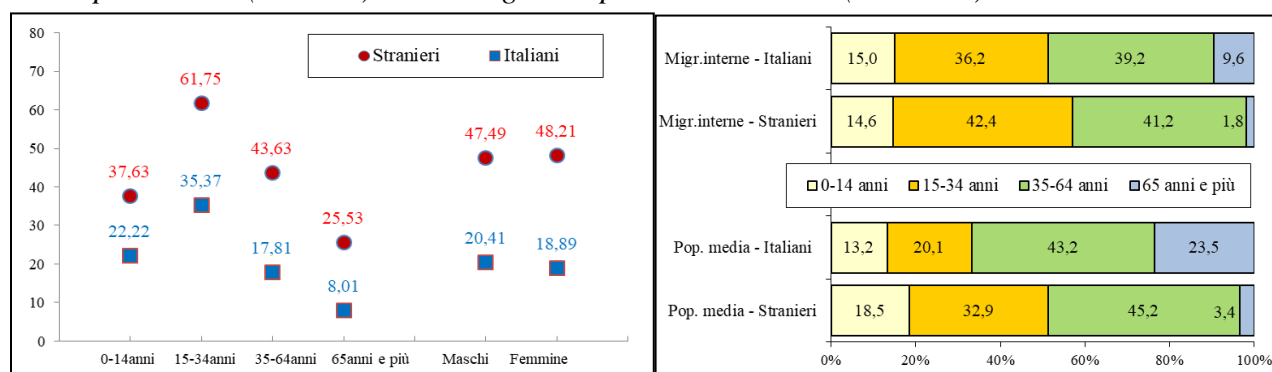 80
70
60
50
40
30
20
10
0
Stranieri
Italiani
61,75
37,63
43,63
25,53
47,49
48,21
22,22
35,37
17,81
8,01
20,41
18,89
0-14anni 15-34anni 35-64anni 65anni e più Maschi Femmine
Migr.interne - Italiani 15,0 36,2 39,2 9,6
Migr.interne - Stranieri 14,6 42,4 41,2 1,8
0-14 anni 15-34 anni 35-64 anni 65 anni e più
Pop. media - Italiani 13,2 20,1 43,2 23,5
Pop. media - Stranieri 18,5 32,9 45,2 3,4
0% 20% 40% 60% 80% 100%